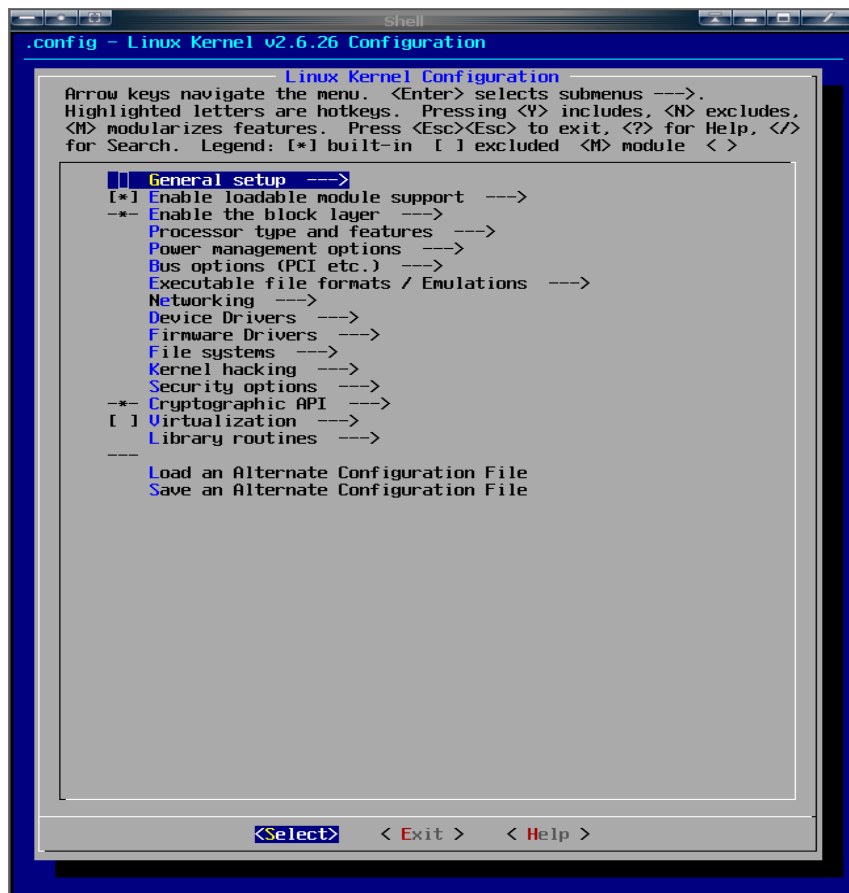 Shell
.config - Linux Kernel v2.6.26 Configuration
Linux Kernel Configuration
Arrow keys navigate the menu.  <Enter> selects submenus --->.
Highlighted letters are hotkeys.  Pressing <Y> includes, <N> excludes,
<M> modularizes features.  Press <Esc><Esc> to exit, <?> for Help, </>
for Search.  Legend: [*] built-in  [ ] excluded  <M> module  < >
General setup  --->
[*] Enable loadable module support  --->
-*- Enable the block layer  --->
Processor type and features  --->
Power management options  --->
Bus options (PCI etc.)  --->
Executable file formats / Emulations  --->
Networking  --->
Device Drivers  --->
Firmware Drivers  --->
File systems  --->
Kernel hacking  --->
Security options  --->
-*- Cryptographic API  --->
[ ] Virtualization  --->
Library routines  --->
---
Load an Alternate Configuration File
Save an Alternate Configuration File
<Select>    < Exit >    < Help >